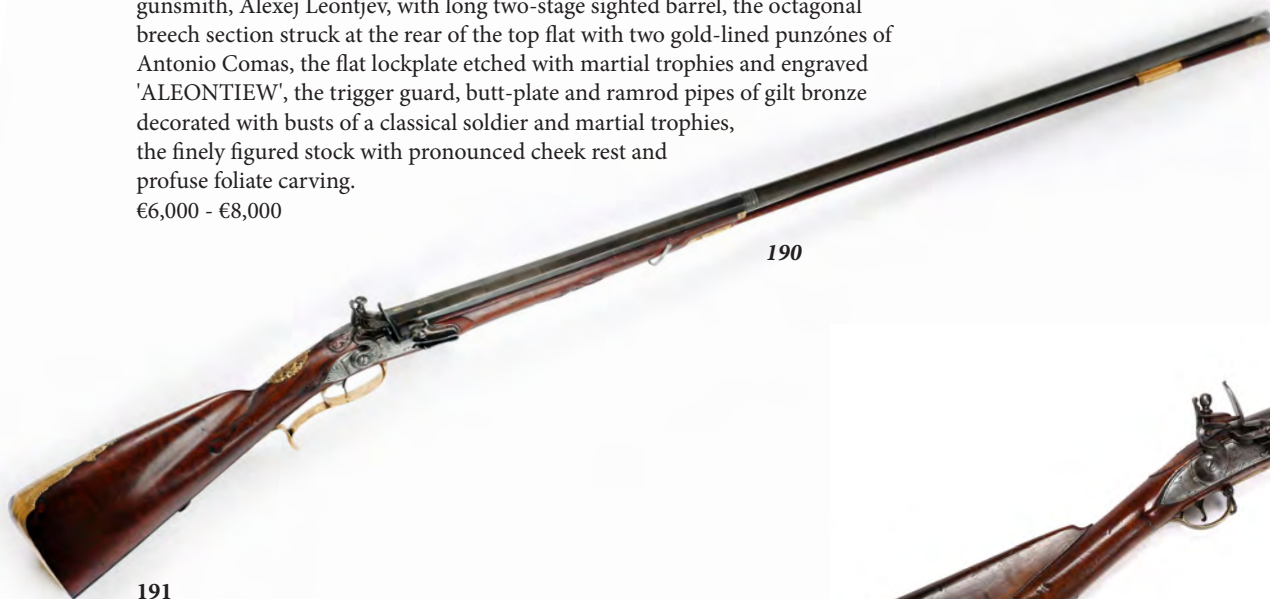 gunsmith, Alexej Leontjev, with long two-stage sighted barrel, the octagonal
breech section struck at the rear of the top flat with two gold-lined punzónes of
Antonio Comas, the flat lockplate etched with martial trophies and engraved
'ALEONTIEW', the trigger guard, butt-plate and ramrod pipes of gilt bronze
decorated with busts of a classical soldier and martial trophies,
the finely figured stock with pronounced cheek rest and
profuse foliate carving.
€6,000 - €8,000
190
191